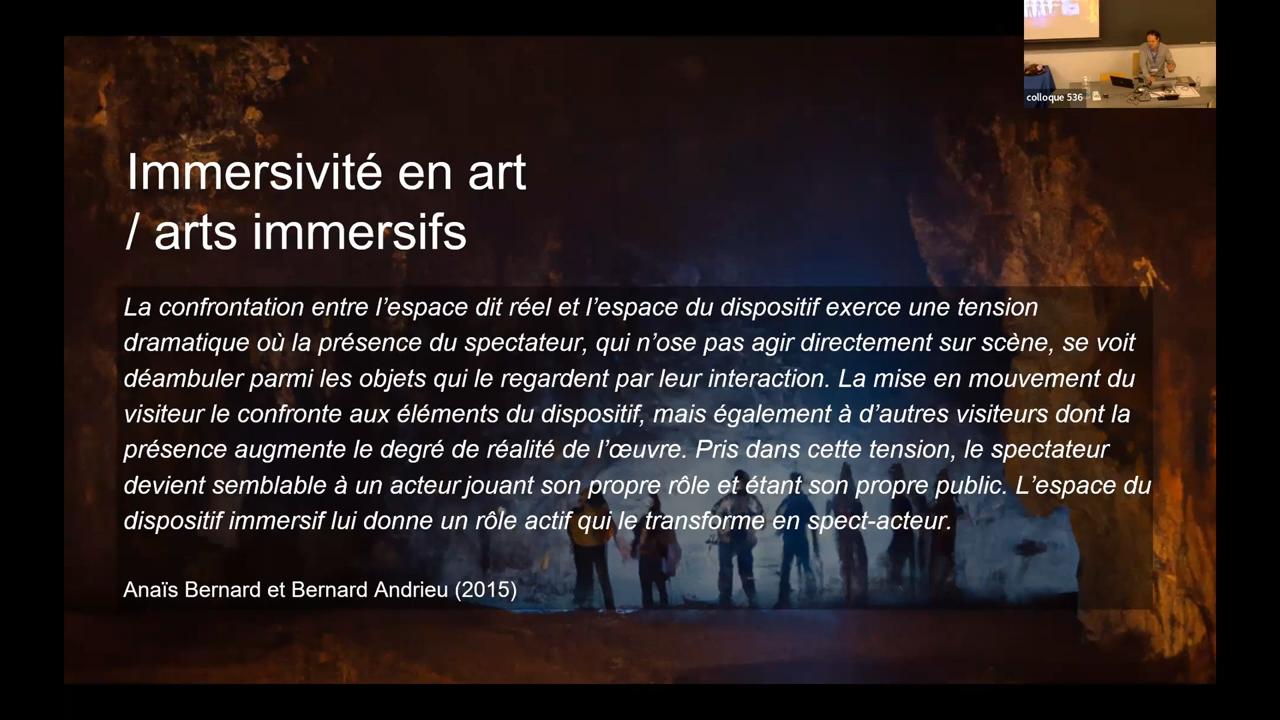 colloque 536
Immersivité en art
/ arts immersifs
La confrontation entre l’espace dit réel et l’espace du dispositif exerce une tension
dramatique où la présence du spectateur, qui n’ose pas agir directement sur scène, se voit
déambuler parmi les objets qui le regardent par leur interaction. La mise en mouvement du
visiteur le confronte aux éléments du dispositif, mais également à d’autres visiteurs dont la
présence augmente le degré de réalité de l’œuvre. Pris dans cette tension, le spectateur
devient semblable à un acteur jouant son propre rôle et étant son propre public. L’espace du
dispositif immersif lui donne un rôle actif qui le transforme en spect-acteur.
Anaïs Bernard et Bernard Andrieu (2015)